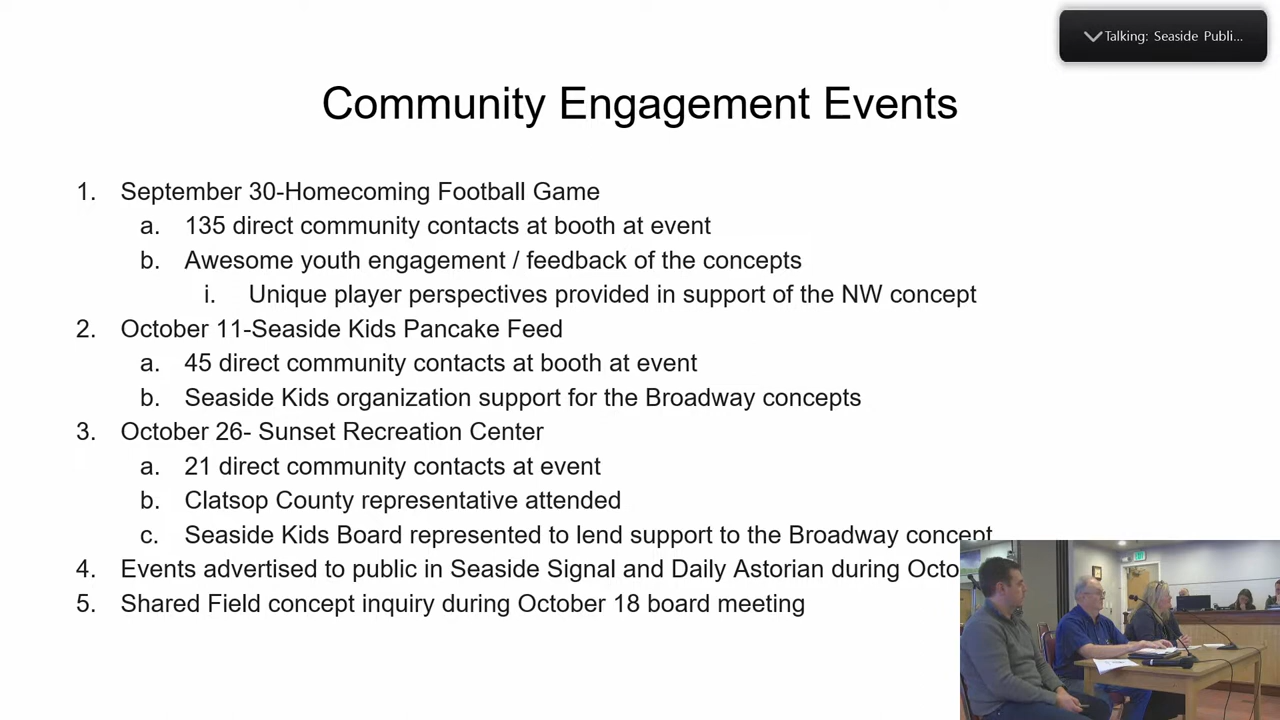 Talking: Seaside Publi...
Community Engagement Events
1. September 30-Homecoming Football Game
a. 135 direct community contacts at booth at event
b. Awesome youth engagement / feedback of the concepts
i. Unique player perspectives provided in support of the NW concept
2. October 11-Seaside Kids Pancake Feed
a. 45 direct community contacts at booth at event
b. Seaside Kids organization support for the Broadway concepts
3. October 26- Sunset Recreation Center
a. 21 direct community contacts at event
b. Clatsop County representative attended
c. Seaside Kids Board represented to lend support to the Broadway concept
4. Events advertised to public in Seaside Signal and Daily Astorian during Octo
5. Shared Field concept inquiry during October 18 board meeting